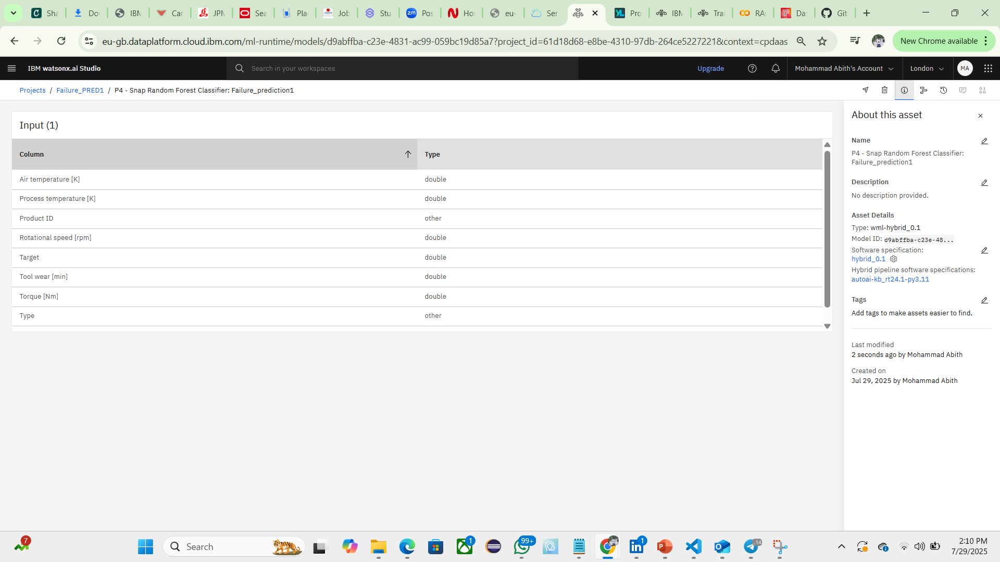 Sha
Dov
IBM
Car
JPM
Sea
Pla
Job
Stu
Pos
Ho
eu-
Ser
Pro
IBM
Trai
RAG
Das
Git
eu-gb.dataplatform.cloud.ibm.com/ml-runtime/models/d9abffba-c23e-4831-ac99-059bc19d85a7?project_id=61d18d68-e8be-4310-97db-264ce5227221&context=cpdaas
New Chrome available
IBM watsonx.ai Studio
Search in your workspaces
Upgrade
Mohammad Abith's Account
London
MA
Projects / Failure_PRED1 / P4 - Snap Random Forest Classifier: Failure_prediction1
Input (1)
Column Type
Air temperature [K] double
Process temperature [K] double
Product ID other
Rotational speed [rpm] double
Target double
Tool wear [min] double
Torque [Nm] double
Type other
About this asset
Name
P4 - Snap Random Forest Classifier:
Failure_prediction1
Description
No description provided.
Asset Details
Type: wml-hybrid_0.1
Model ID: d9abffba-c23e-48...
Software specification:
hybrid_0.1
Hybrid pipeline software specifications:
autoai-kb_rt24.1-py3.11
Tags
Add tags to make assets easier to find.
Last modified
2 seconds ago by Mohammad Abith
Created on
Jul 29, 2025 by Mohammad Abith
7
Search
1
99+
1
14
2:10 PM
7/29/2025